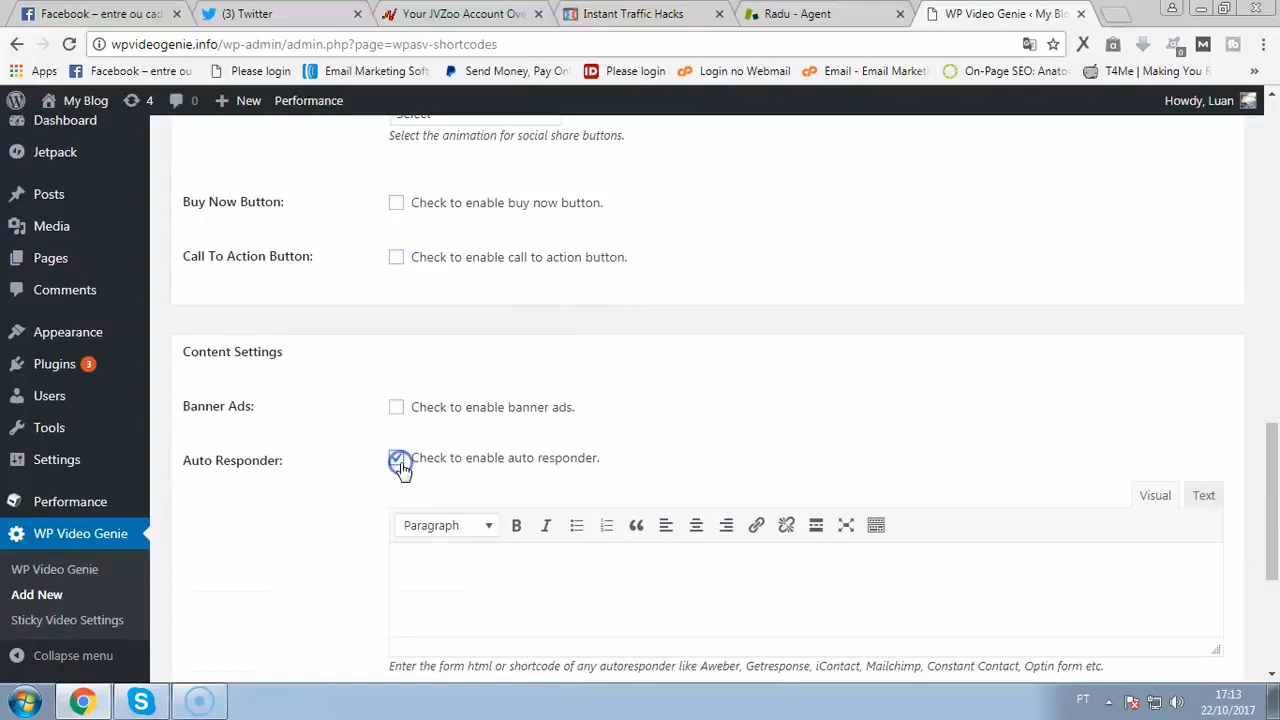 Facebook – entre ou cad
(3) Twitter
Your JVZoo Account Ove
Instant Traffic Hacks
Radu - Agent
WP Video Genie ‹ My Blo
wpvideogenie.info/wp-admin/admin.php?page=wpasv-shortcodes
Apps
Facebook – entre ou
Please login
Email Marketing Soft
Send Money, Pay Onl
Please login
Login no Webmail
Email - Email Market
On-Page SEO: Anato
T4Me | Making You R
My Blog
4
0
New
Performance
Howdy, Luan
Dashboard
Jetpack
Posts
Media
Pages
Comments
Appearance
Plugins 3
Users
Tools
Settings
Performance
WP Video Genie
WP Video Genie
Add New
Sticky Video Settings
Collapse menu
Select
Select the animation for social share buttons.
Buy Now Button:
Check to enable buy now button.
Call To Action Button:
Check to enable call to action button.
Content Settings
Banner Ads:
Check to enable banner ads.
Auto Responder:
Check to enable auto responder.
Visual
Text
Paragraph
Enter the form html or shortcode of any autoresponder like Aweber, Getresponse, iContact, Mailchimp, Constant Contact, Optin form etc.
PT
17:13
22/10/2017